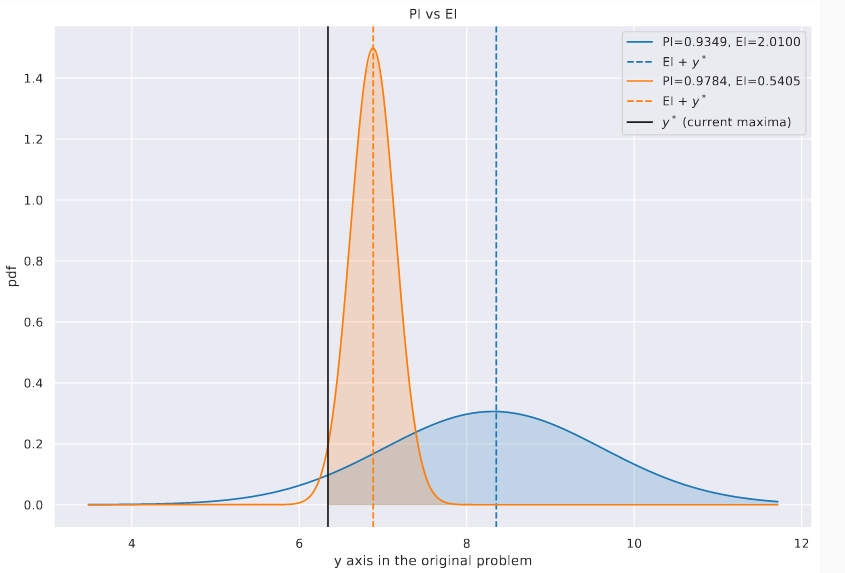 PI vs EI
PI=0.9349, EI=2.0100
EI + y*
PI=0.9784, EI=0.5405
EI + y*
y* (current maxima)
pdf
1.4
1.2
1.0
0.8
0.6
0.4
0.2
0.0
4 6 8 10 12
y axis in the original problem